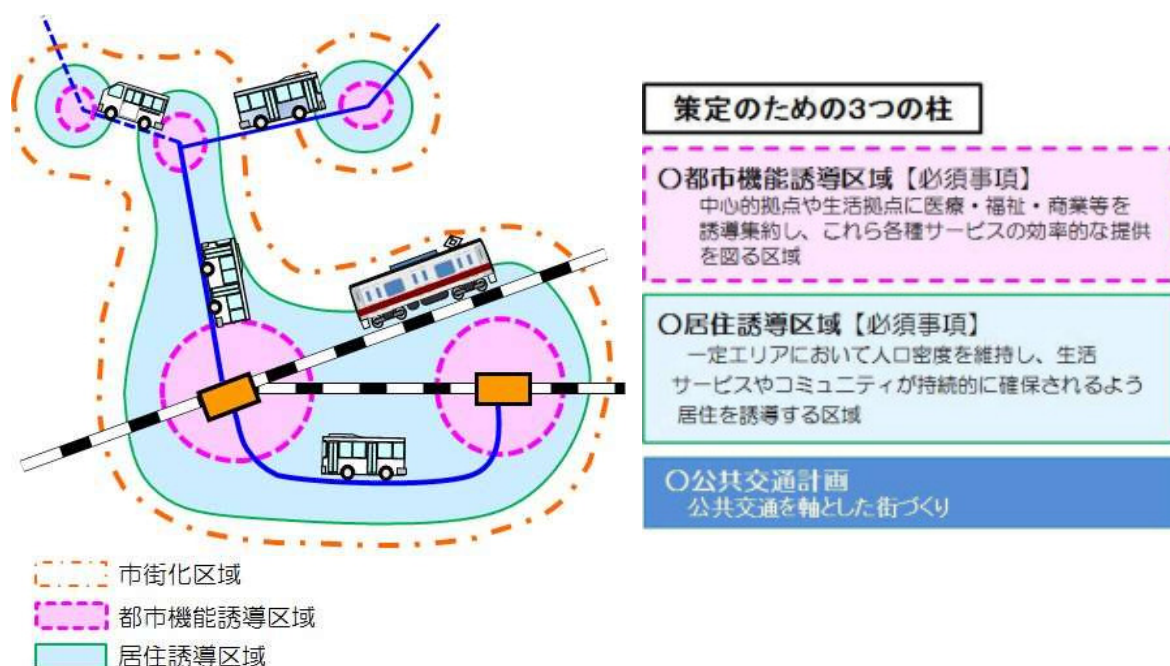 策定のための3つの柱
〇都市機能誘導区域【必須事項】
中心的拠点や生活拠点に医療・福祉・商業等を
誘導集約し、これら各種サービスの効率的な提供
を図る区域
〇居住誘導区域【必須事項】
一定エリアにおいて人口密度を維持し、生活
サービスやコミュニティが持続的に確保されるよう
居住を誘導する区域
〇公共交通計画
公共交通を軸とした街づくり
市街化区域
都市機能誘導区域
居住誘導区域